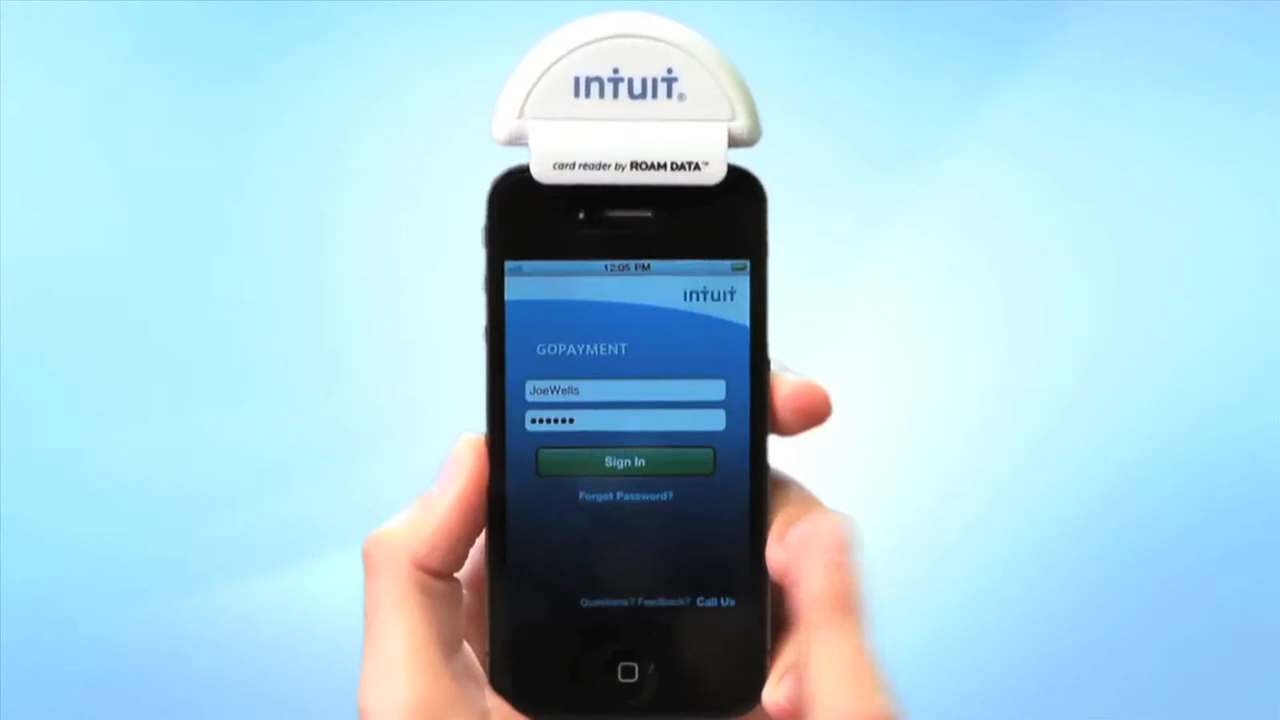 INTUIT®
card reader by ROAM DATA™
12:05 PM
INTUIT
GOPAYMENT
JoeWells
••••••
Sign In
Forgot Password?
Questions? Feedback? Call Us